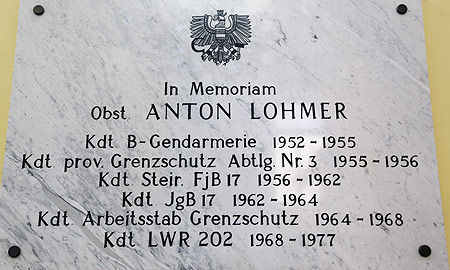 In Memoriam
Obst. ANTON LOHMER
Kdt. B-Gendarmerie 1952-1955
Kdt prov. Grenzschutz Abtlg. Nr. 3 1955-1956
Kdt. Steir. FjB 17 1956-1962
Kdt. JgB 17 1962-1964
Kdt. Arbeitsstab Grenzschutz 1964-1968
Kdt. LWR 202 1968-1977